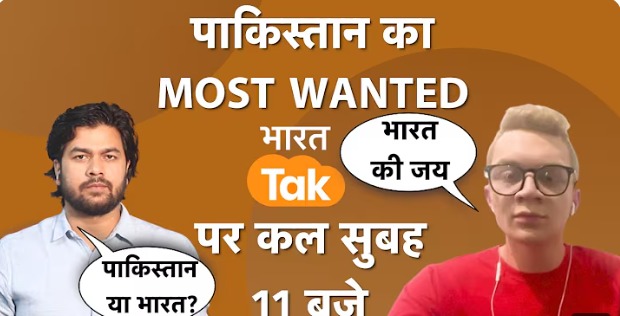 पाकिस्तान का
MOST WANTED
भारत
Tak
भारत
की जय
पर कल सुबह
पाकिस्तान
या भारत?
11 बजे